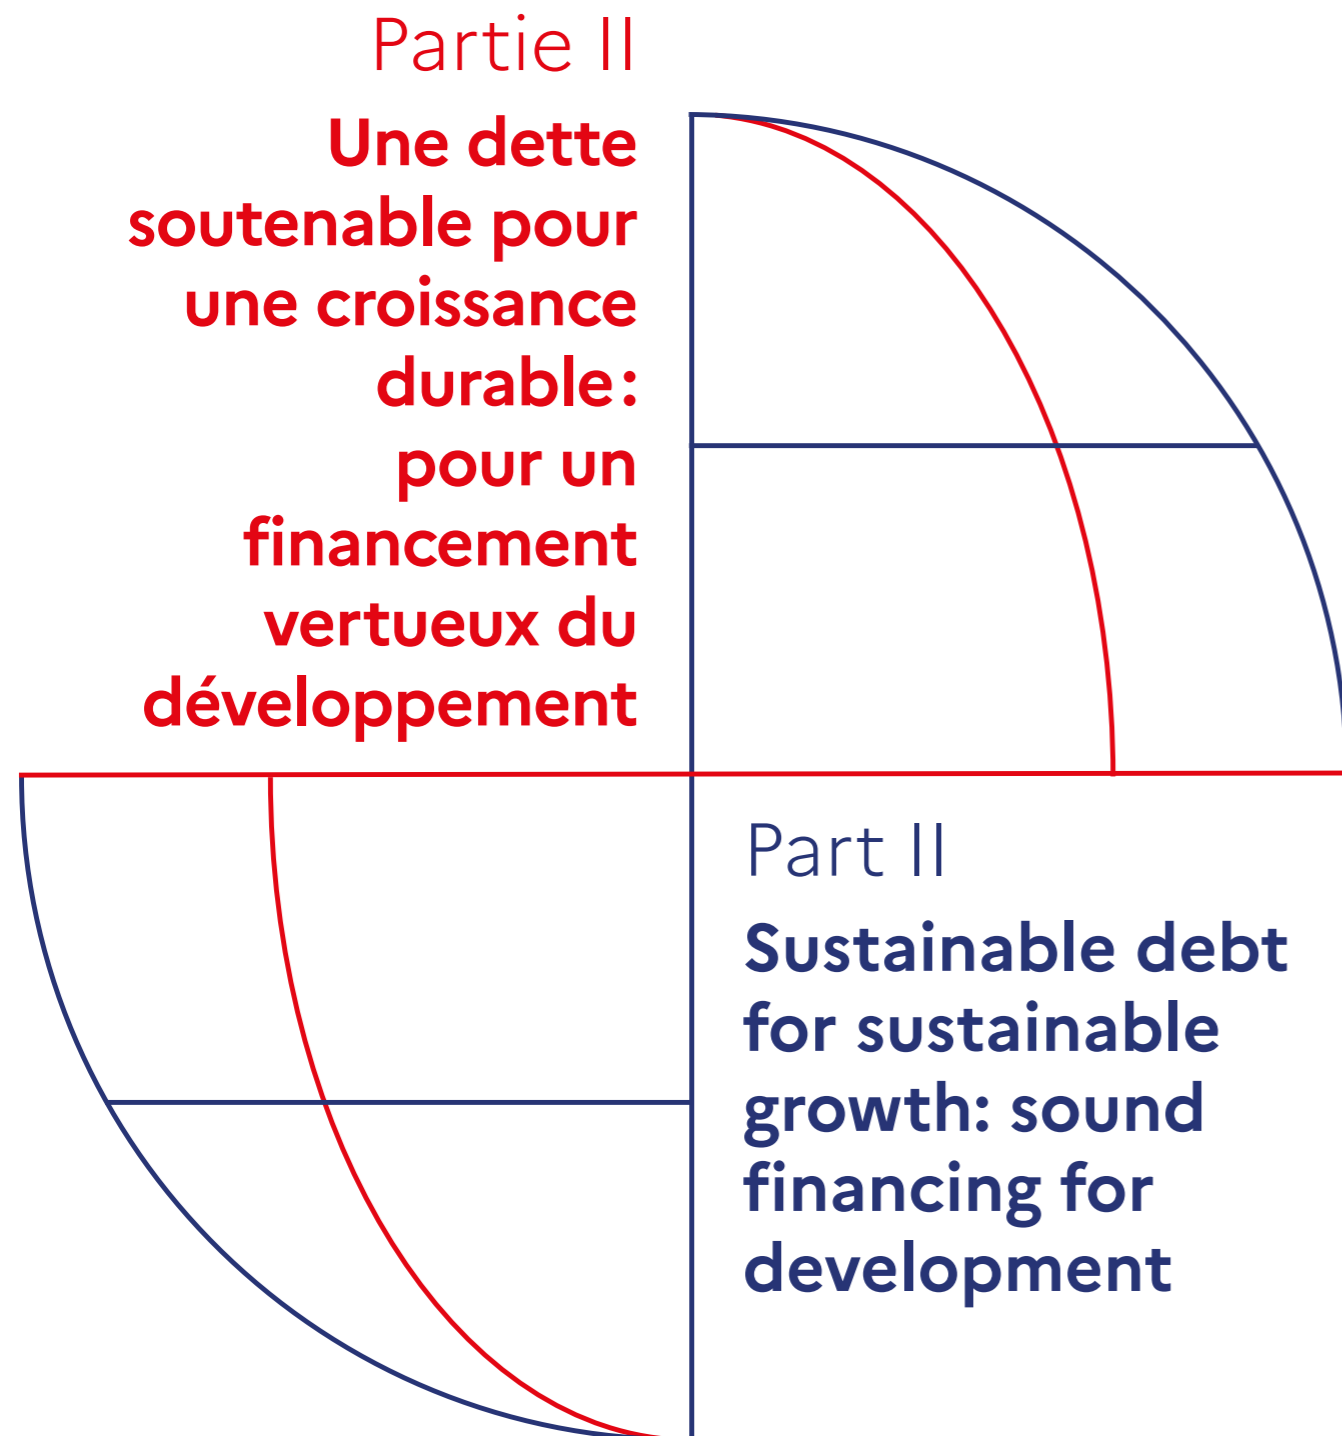 Partie II
Une dette
soutenable pour
une croissance
durable :
pour un
financement
vertueux du
développement
Part II
Sustainable debt
for sustainable
growth: sound
financing for
development